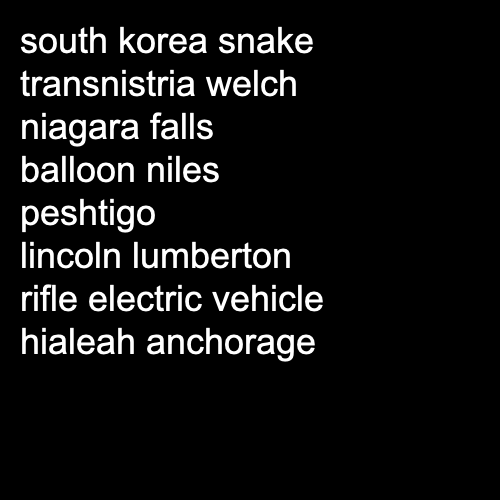 south korea snake
transnistria welch
niagara falls
balloon niles
peshtigo
lincoln lumberton
rifle electric vehicle
hialeah anchorage